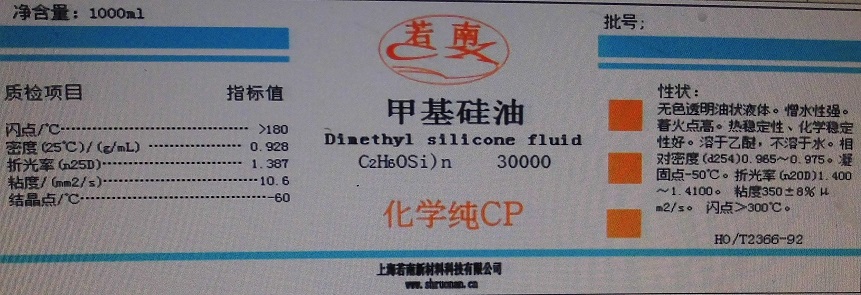 净含量：1000ml
质检项目 指标值
闪点/℃ >180
密度(25℃)/(g/mL) 0.928
折光率(n25D) 1.387
粘度/(mm2/s) 10.6
结晶点/℃ -60
若南
甲基硅油
Dimethyl silicone fluid
C2H6OSi)n 30000
化学纯CP
上海若南新材料科技有限公司
www.shruonan.cn
批号；
性状：
无色透明油状液体。憎水性强。
著火点高。热稳定性、化学稳定
性好。溶于乙醚，不溶于水。相
对密度(d254)0.965～0.975。凝
固点-50℃。折光率(n20D)1.400
～1.4100。 粘度350±8% μ
m2/s。 闪点>300℃。
HO/T2366-92